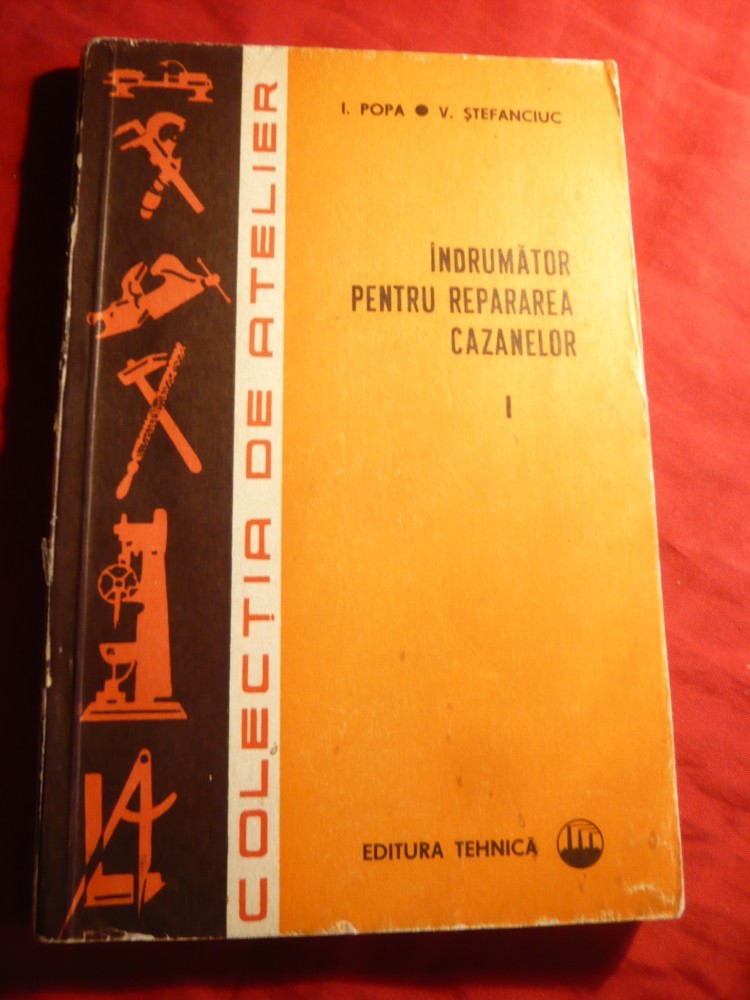 I. POPA ● V. ȘTEFANCIUC
ÎNDRUMĂTOR
PENTRU REPARAREA
CAZANELOR
I
EDITURA TEHNICĂ
COLECȚIA DE ATELIER